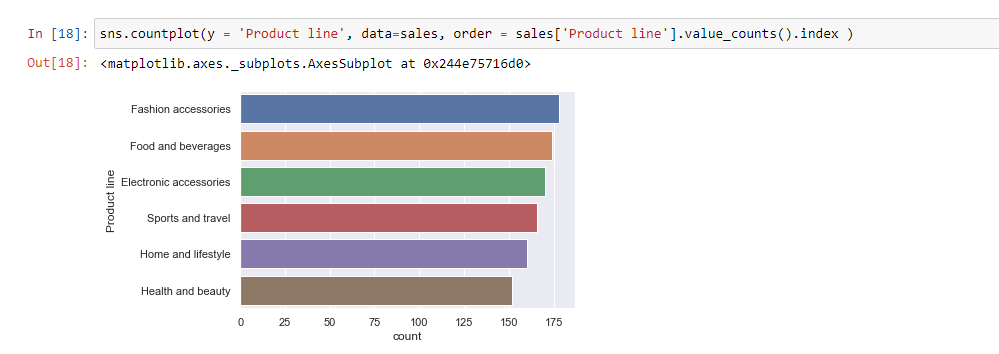 In [18]: sns.countplot(y = 'Product line', data=sales, order = sales['Product line'].value_counts().index )
Out[18]: <matplotlib.axes._subplots.AxesSubplot at 0x244e75716d0>
Product line
Fashion accessories
Food and beverages
Electronic accessories
Sports and travel
Home and lifestyle
Health and beauty
0 25 50 75 100 125 150 175
count